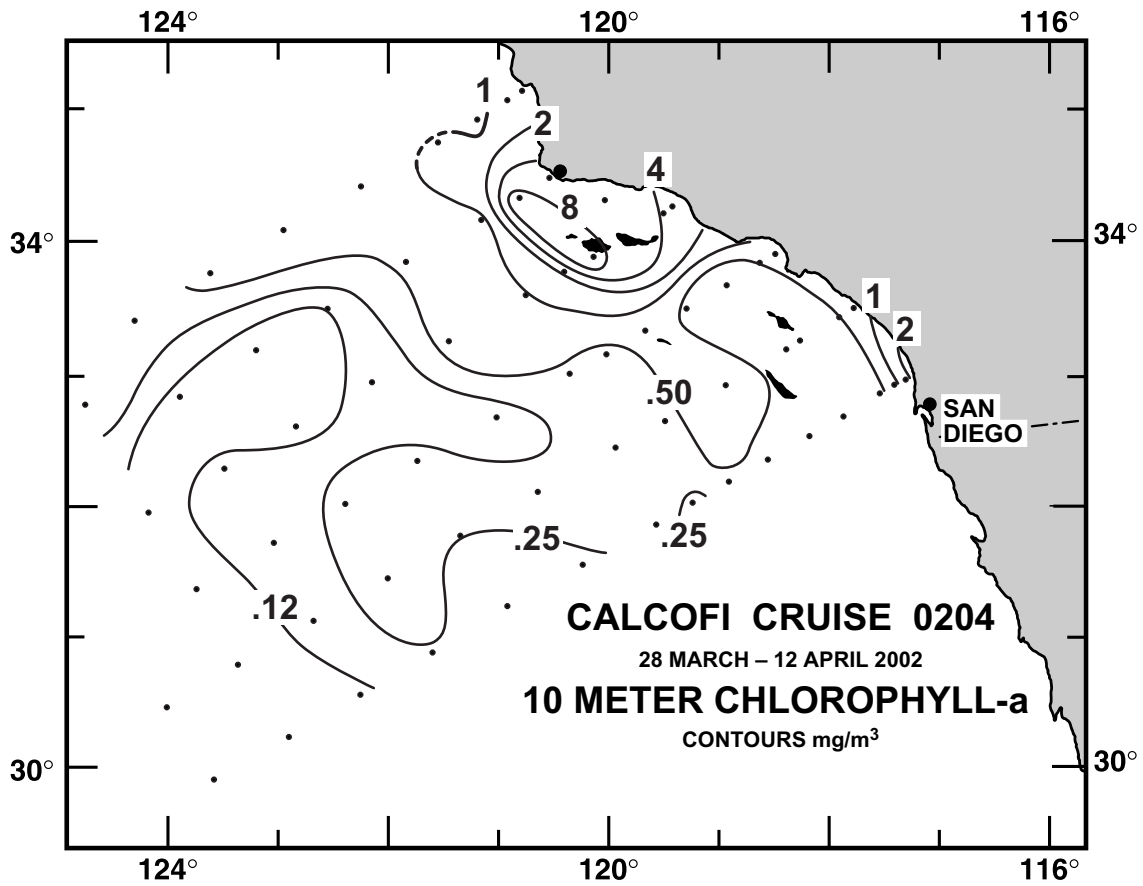 124° 120° 116°
1
2
4
8
34° 34°
1
2
.50
SAN
DIEGO
.25 .25
.12
CALCOFI CRUISE 0204
28 MARCH – 12 APRIL 2002
10 METER CHLOROPHYLL-a
CONTOURS mg/m³
30° 30°
124° 120° 116°